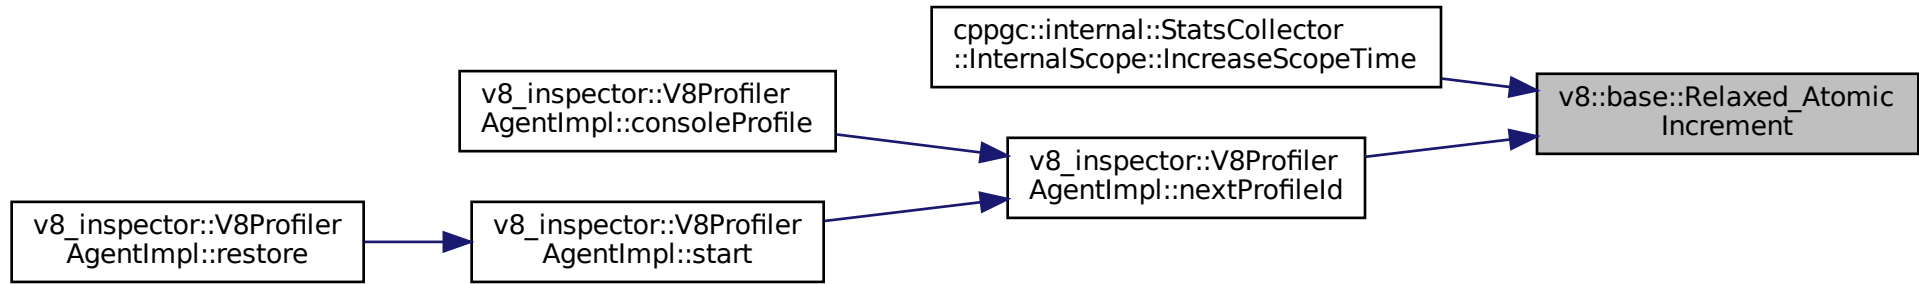 cppgc::internal::StatsCollector
::InternalScope::IncreaseScopeTime
v8_inspector::V8Profiler
AgentImpl::consoleProfile
v8::base::Relaxed_Atomic
Increment
v8_inspector::V8Profiler
AgentImpl::nextProfileId
v8_inspector::V8Profiler
AgentImpl::restore
v8_inspector::V8Profiler
AgentImpl::start